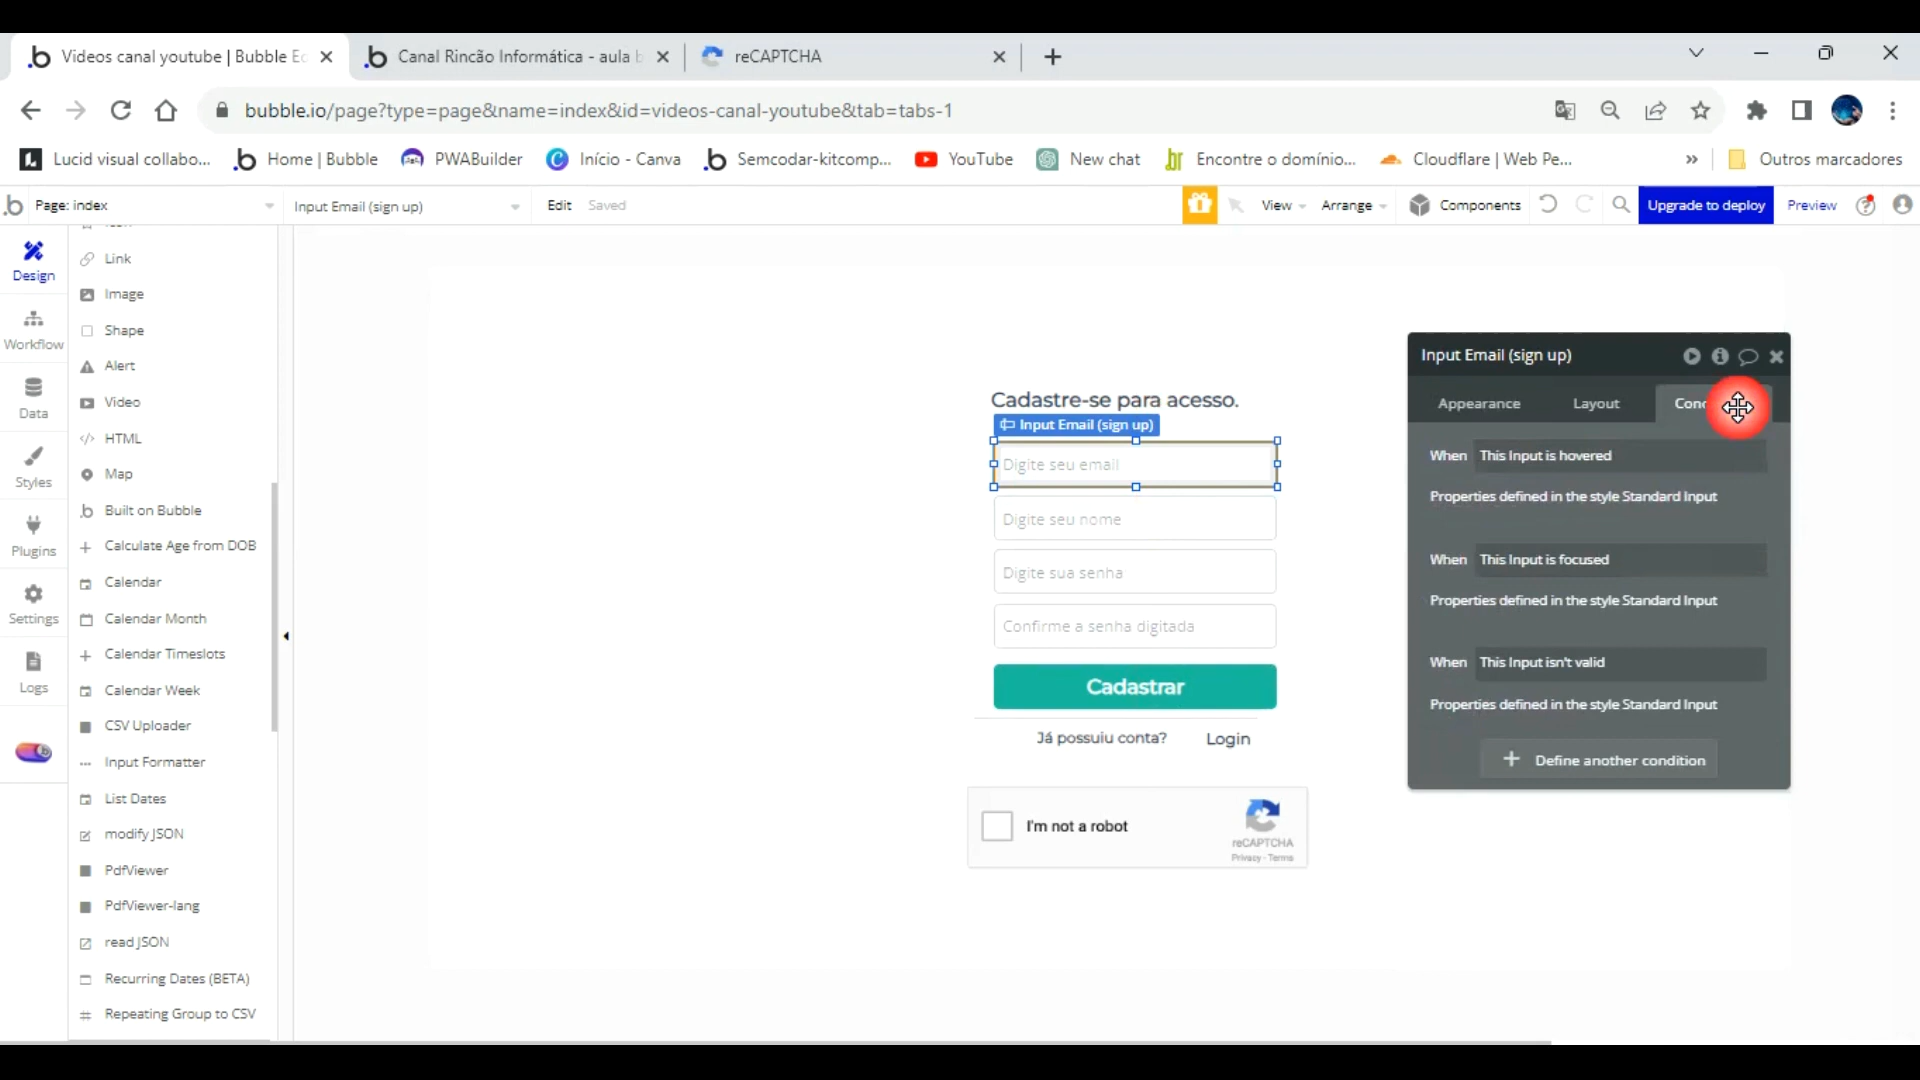 Videos canal youtube | Bubble Ed
Canal Rincão Informática - aula b
reCAPTCHA
bubble.io/page?type=page&name=index&id=videos-canal-youtube&tab=tabs-1
Lucid visual collabo...
Home | Bubble
PWABuilder
Início - Canva
Semcodar-kitcomp...
YouTube
New chat
Encontre o domínio...
Cloudflare | Web Pe...
»
Outros marcadores
Page: index
Input Email (sign up)
Edit
Saved
View
Arrange
Components
Upgrade to deploy
Preview
Design
Workflow
Data
Styles
Plugins
Settings
Logs
Link
Image
Shape
Alert
Video
HTML
Map
Built on Bubble
Calculate Age from DOB
Calendar
Calendar Month
Calendar Timeslots
Calendar Week
CSV Uploader
Input Formatter
List Dates
modify JSON
PdfViewer
PdfViewer-lang
read JSON
Recurring Dates (BETA)
Repeating Group to CSV
Cadastre-se para acesso.
Input Email (sign up)
Digite seu email
Digite seu nome
Digite sua senha
Confirme a senha digitada
Cadastrar
Já possuiu conta?
Login
I'm not a robot
reCAPTCHA
Privacy - Terms
Input Email (sign up)
Appearance
Layout
Conc
When This Input is hovered
Properties defined in the style Standard Input
When This Input is focused
Properties defined in the style Standard Input
When This Input isn't valid
Properties defined in the style Standard Input
+ Define another condition